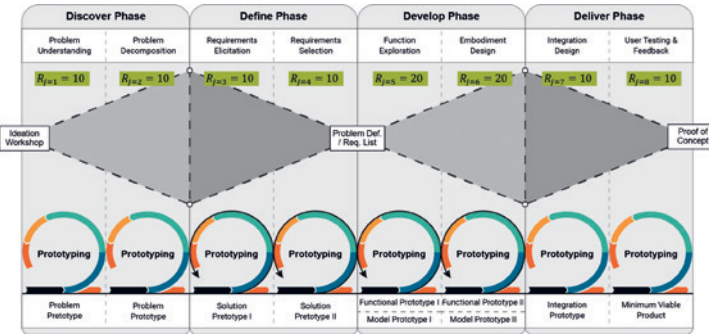 Discover Phase
Define Phase
Develop Phase
Deliver Phase
Problem
Understanding
Problem
Decomposition
Requirements
Elicitation
Requirements
Selection
Function
Exploration
Embodiment
Design
Integration
Design
User Testing &
Feedback
R_{j=1} = 10
R_{j=2} = 10
R_{j=3} = 10
R_{j=4} = 10
R_{j=5} = 20
R_{j=6} = 20
R_{j=7} = 10
R_{j=8} = 10
Ideation
Workshop
Problem Def.
/ Req. List
Proof of
Concept
Prototyping
Prototyping
Prototyping
Prototyping
Prototyping
Prototyping
Prototyping
Prototyping
Problem
Pretotype
Problem
Pretotype
Solution
Pretotype I
Solution
Pretotype II
Functional Prototype I
Model Prototype I
Functional Prototype II
Model Prototype II
Integration
Prototype
Minimum Viable
Product